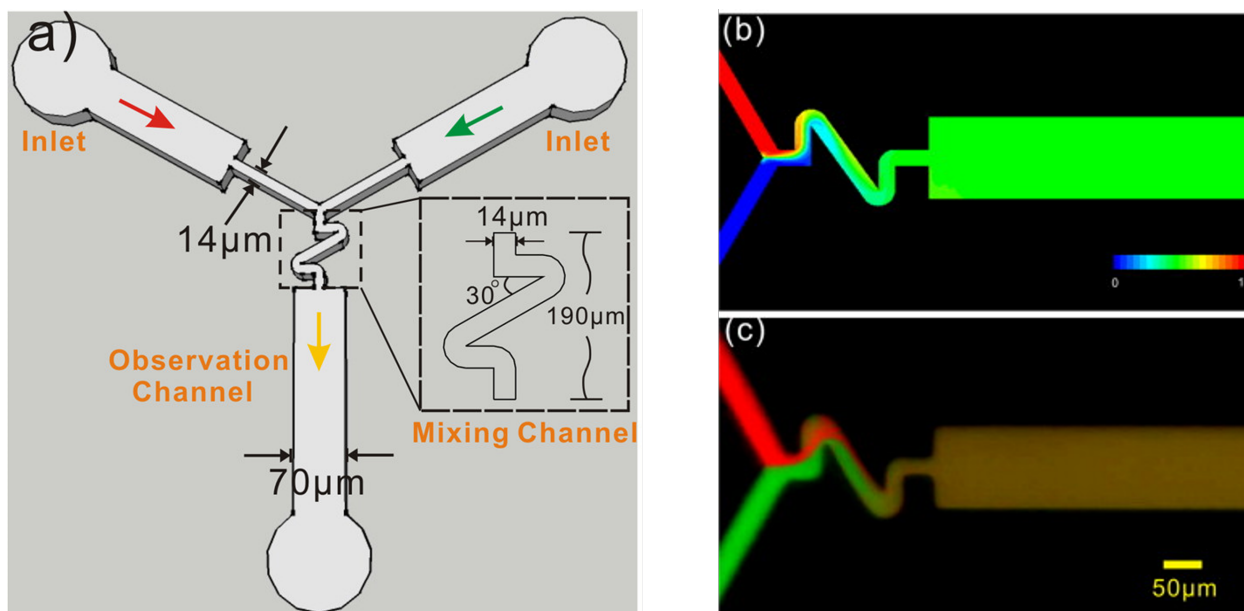 a)
Inlet
Inlet
14μm
14μm
30°
190μm
Observation
Channel
Mixing Channel
70μm
(b)
0
1
(c)
50μm